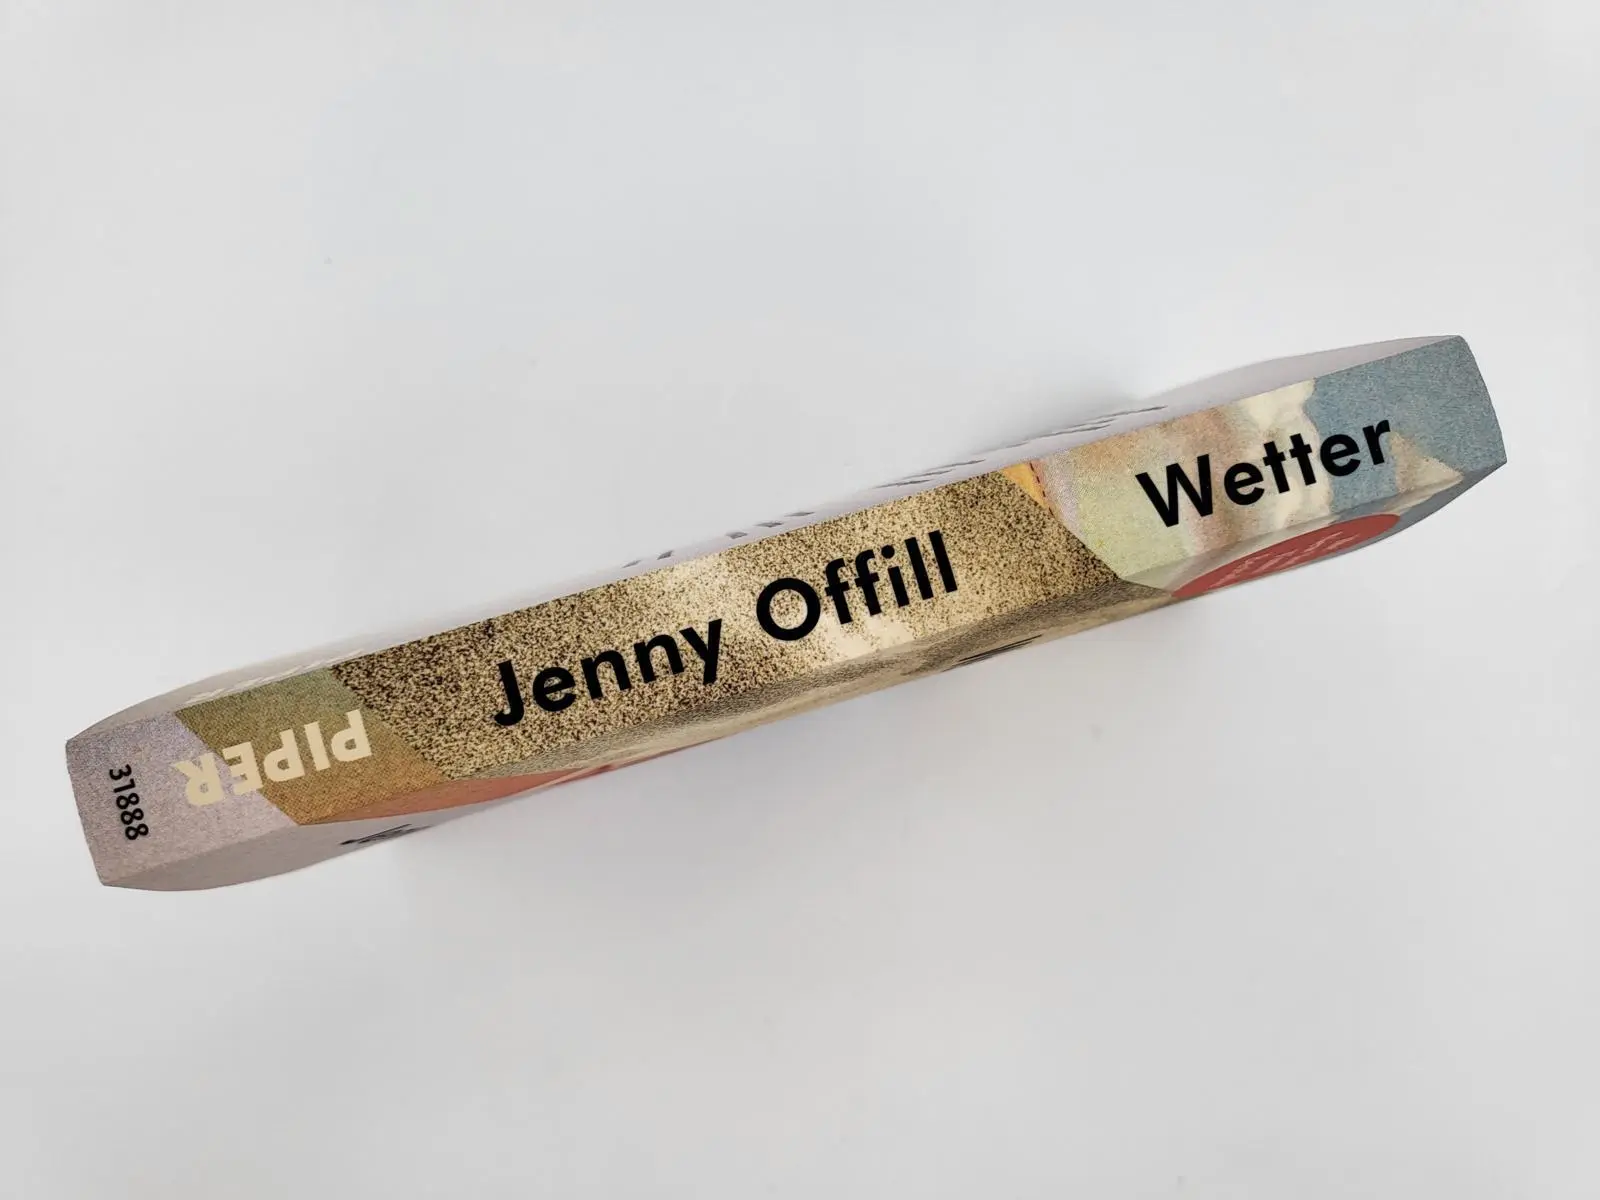 Jenny Offill
Wetter
PIPER
31888